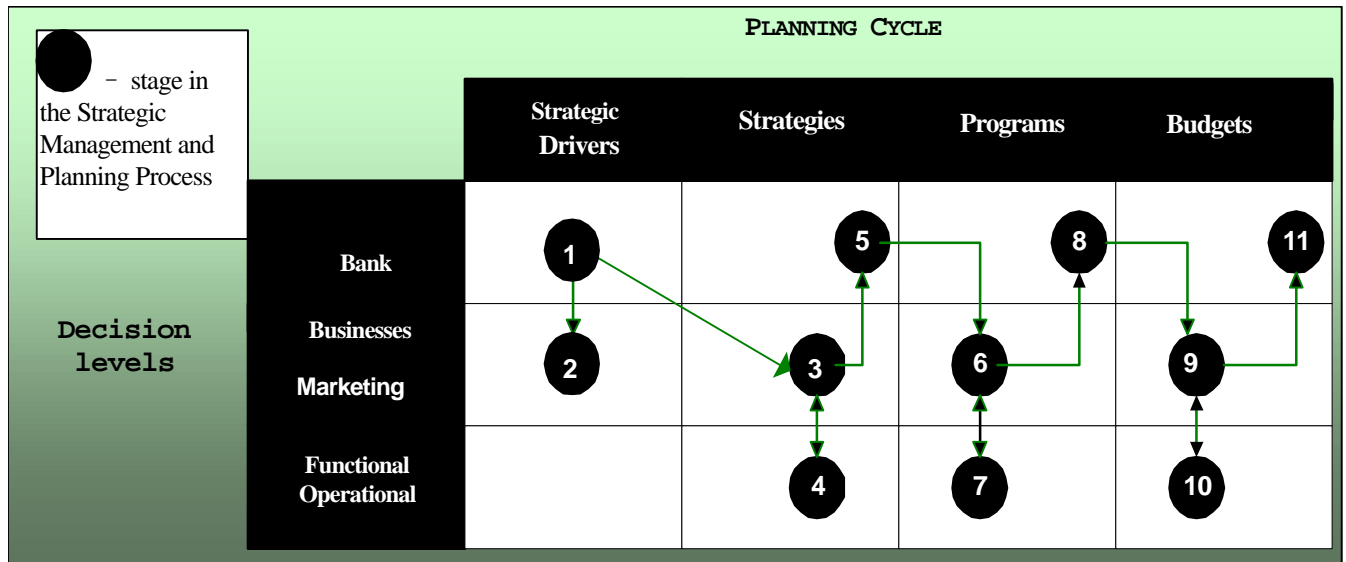 PLANNING CYCLE
– stage in
the Strategic
Management and
Planning Process
Strategic
Drivers
Strategies
Programs
Budgets
Decision
levels
Bank
1
5
8
11
Businesses
Marketing
2
3
6
9
Functional
Operational
4
7
10